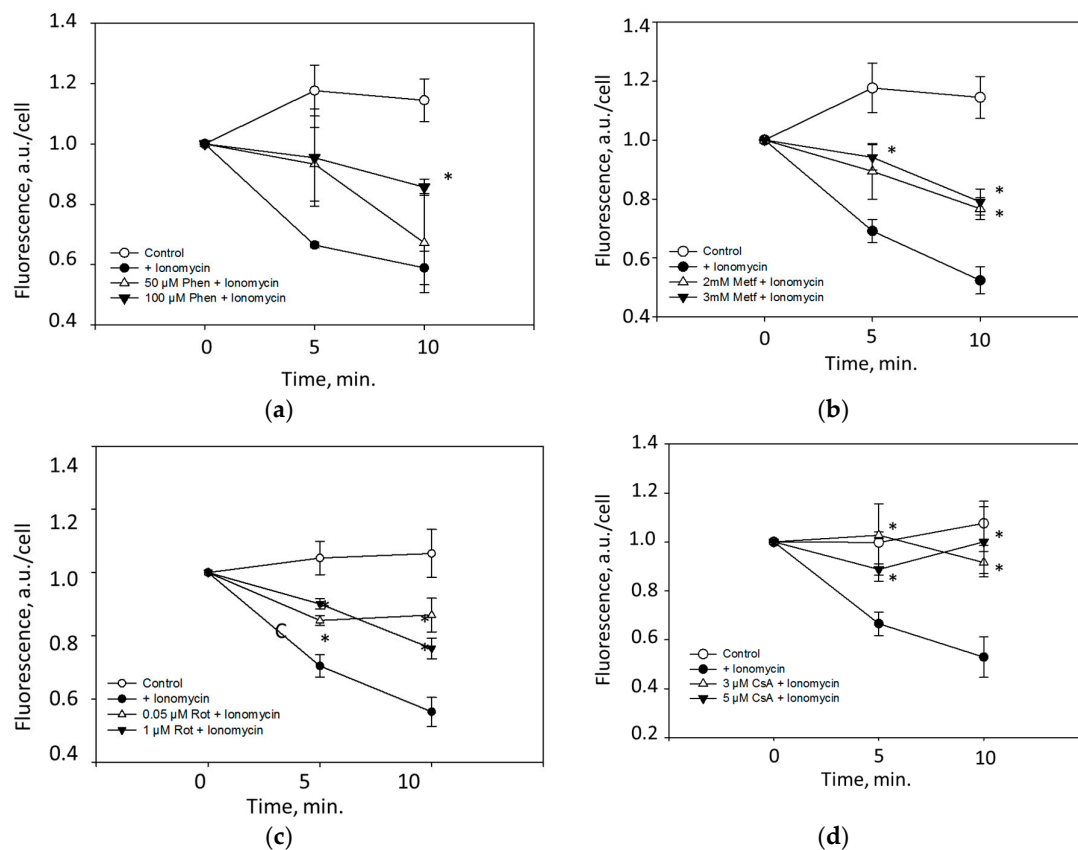 1.4
1.2
1.0
0.8
0.6
0.4
Fluorescence, a.u./cell
*
Control
+ Ionomycin
50 µM Phen + Ionomycin
100 µM Phen + Ionomycin
0 5 10
Time, min.
(a)
1.4
1.2
1.0
0.8
0.6
0.4
Fluorescence, a.u./cell
*
*
*
Control
+ Ionomycin
2mM Metf + Ionomycin
3mM Metf + Ionomycin
0 5 10
Time, min.
(b)
1.4
1.2
1.0
0.8
0.6
0.4
Fluorescence, a.u./cell
*
*
C
*
*
Control
+ Ionomycin
0.05 µM Rot + Ionomycin
1 µM Rot + Ionomycin
0 5 10
Time, min.
(c)
1.4
1.2
1.0
0.8
0.6
0.4
0.2
Fluorescence, a.u./cell
*
*
*
*
Control
+ Ionomycin
3 µM CsA + Ionomycin
5 µM CsA + Ionomycin
0 5 10
Time, min.
(d)